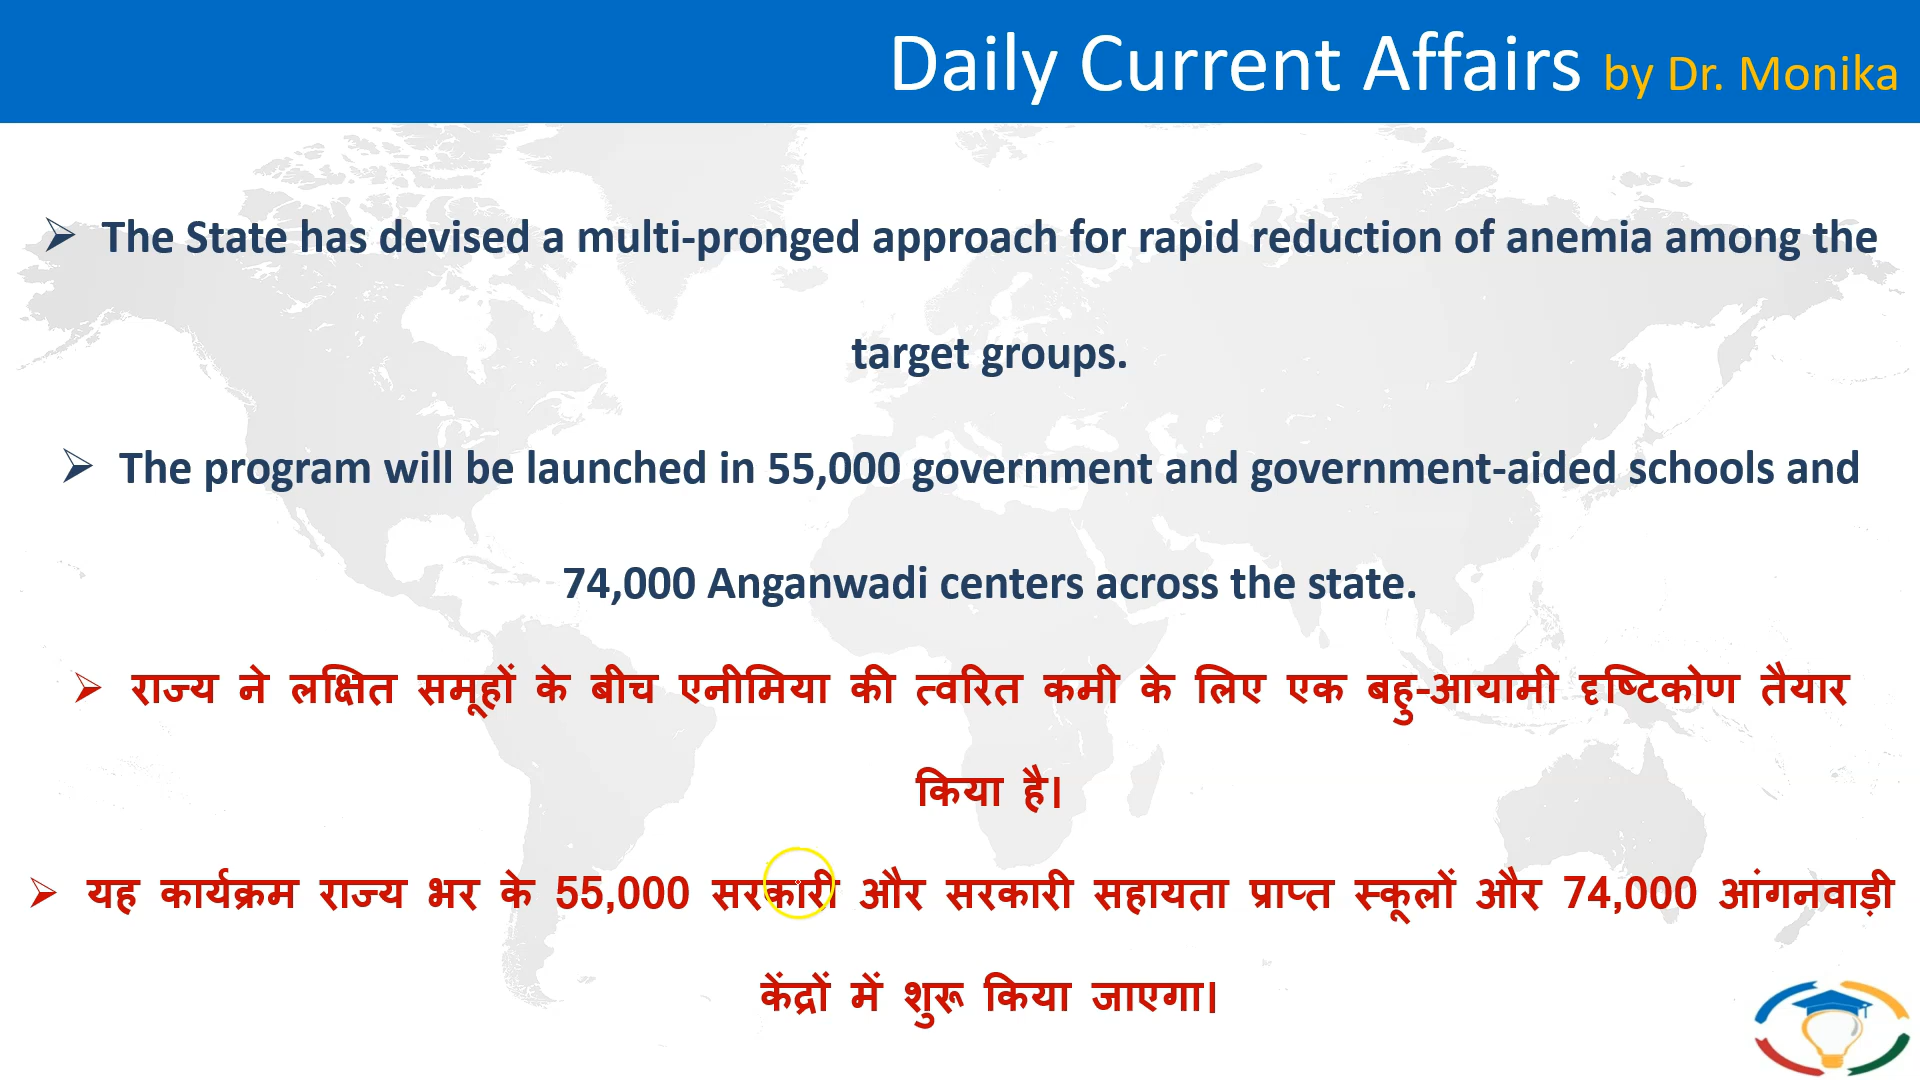 Daily Current Affairs by Dr. Monika
➢ The State has devised a multi-pronged approach for rapid reduction of anemia among the
target groups.
➢ The program will be launched in 55,000 government and government-aided schools and
74,000 Anganwadi centers across the state.
➢ राज्य ने लक्षित समूहों के बीच एनीमिया की त्वरित कमी के लिए एक बहु-आयामी दृष्टिकोण तैयार
किया है।
➢ यह कार्यक्रम राज्य भर के 55,000 सरकारी और सरकारी सहायता प्राप्त स्कूलों और 74,000 आंगनवाड़ी
केंद्रों में शुरू किया जाएगा।